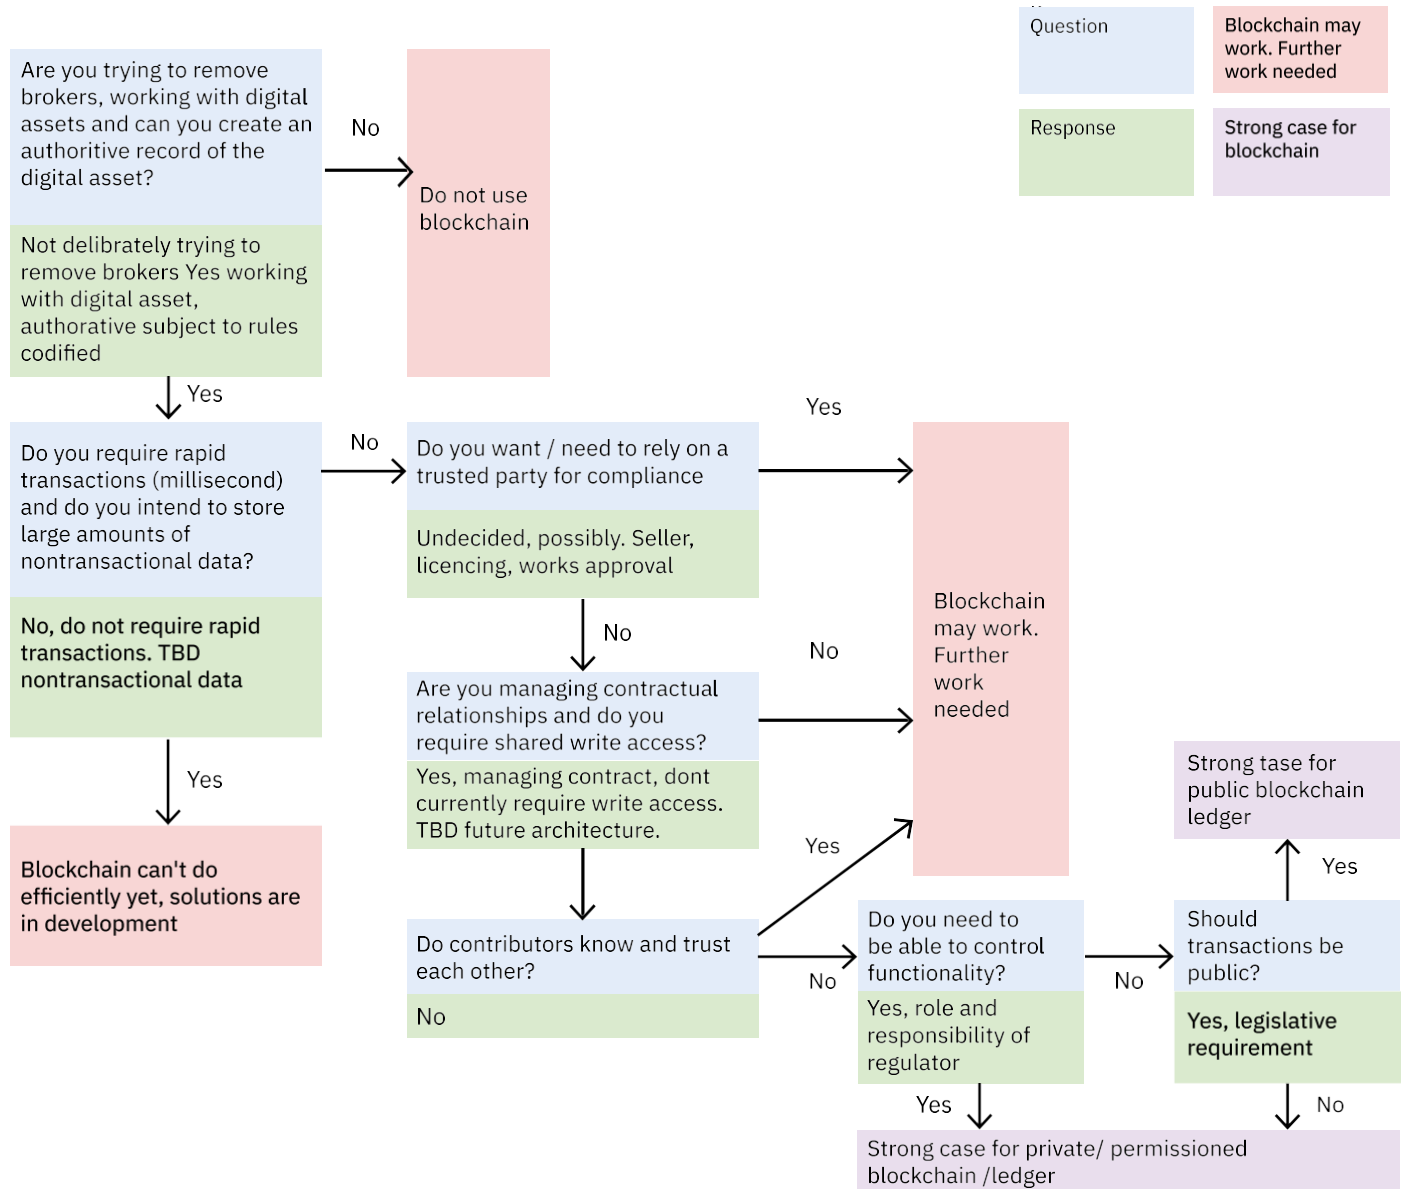 Question
Blockchain may
work. Further
work needed
Response
Strong case for
blockchain
Are you trying to remove
brokers, working with digital
assets and can you create an
authoritive record of the
digital asset?
No
Do not use
blockchain
Not delibrately trying to
remove brokers Yes working
with digital asset,
authorative subject to rules
codified
Yes
Do you require rapid
transactions (millisecond)
and do you intend to store
large amounts of
nontransactional data?
No
Do you want / need to rely on a
trusted party for compliance
Yes
Undecided, possibly. Seller,
licencing, works approval
No, do not require rapid
transactions. TBD
nontransactional data
No
No
Blockchain
may work.
Further
work
needed
Are you managing contractual
relationships and do you
require shared write access?
Yes, managing contract, dont
currently require write access.
TBD future architecture.
Yes
Blockchain can't do
efficiently yet, solutions are
in development
Yes
Do contributors know and trust
each other?
No
No
Do you need to
be able to control
functionality?
Yes, role and
responsibility of
regulator
No
Strong tase for
public blockchain
ledger
Yes
Should
transactions be
public?
Yes, legislative
requirement
Yes
No
Strong case for private/ permissioned
blockchain /ledger